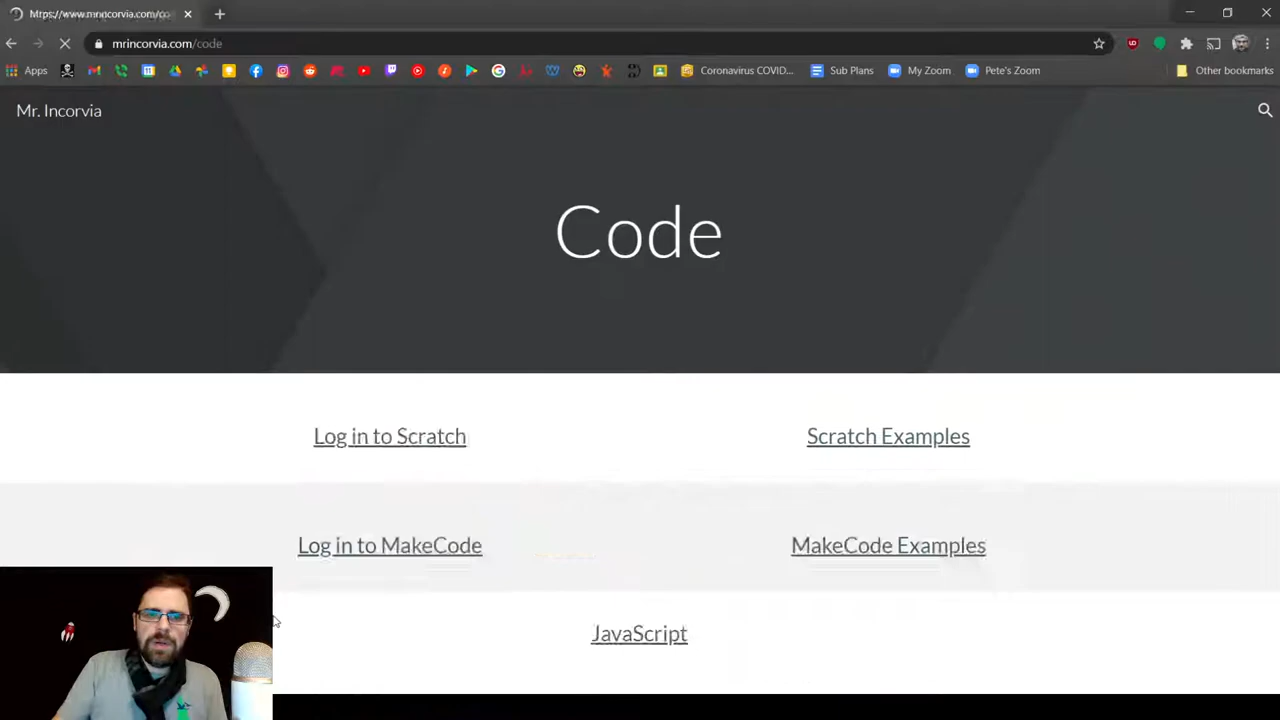 https://www.mrincorvia.com/co
mrincorvia.com/code
Apps
Coronavirus COVID...
Sub Plans
My Zoom
Pete's Zoom
Other bookmarks
Mr. Incorvia
Code
Log in to Scratch
Scratch Examples
Log in to MakeCode
MakeCode Examples
JavaScript